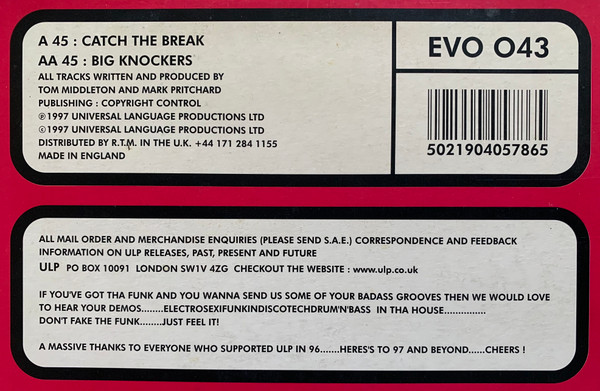 A 45 : CATCH THE BREAK
AA 45 : BIG KNOCKERS
ALL TRACKS WRITTEN AND PRODUCED BY
TOM MIDDLETON AND MARK PRITCHARD
PUBLISHING : COPYRIGHT CONTROL
℗1997 UNIVERSAL LANGUAGE PRODUCTIONS LTD
©1997 UNIVERSAL LANGUAGE PRODUCTIONS LTD
DISTRIBUTED BY R.T.M. IN THE U.K. +44 171 284 1155
MADE IN ENGLAND
EVO O43
5021904057865
ALL MAIL ORDER AND MERCHANDISE ENQUIRIES (PLEASE SEND S.A.E.) CORRESPONDENCE AND FEEDBACK
INFORMATION ON ULP RELEASES, PAST, PRESENT AND FUTURE
ULP PO BOX 10091 LONDON SW1V 4ZG CHECKOUT THE WEBSITE : www.ulp.co.uk
IF YOU'VE GOT THA FUNK AND YOU WANNA SEND US SOME OF YOUR BADASS GROOVES THEN WE WOULD LOVE
TO HEAR YOUR DEMOS........ELECTROSEXIFUNKINDISCOTECHDRUM'N'BASS IN THA HOUSE...............
DON'T FAKE THE FUNK........JUST FEEL IT!
A MASSIVE THANKS TO EVERYONE WHO SUPPORTED ULP IN 96.......HERES'S TO 97 AND BEYOND......CHEERS !